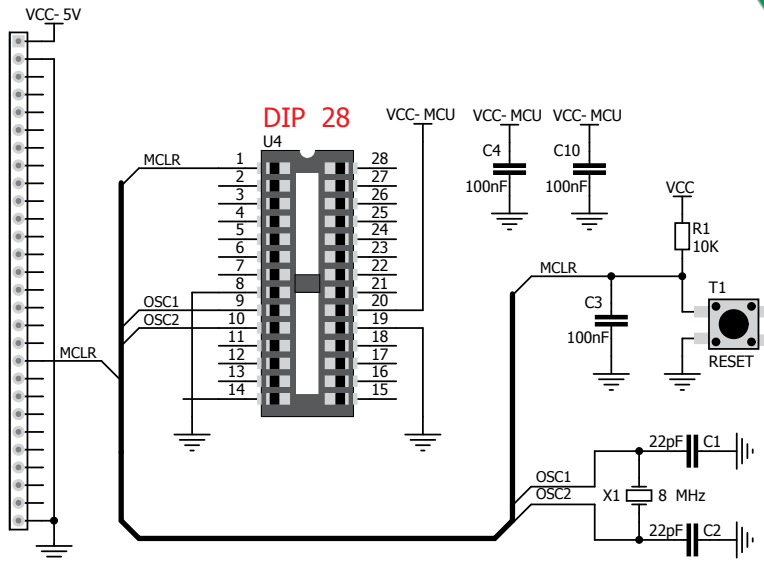 VCC- 5V
DIP 28
U4
VCC- MCU
VCC- MCU
VCC- MCU
C4
100nF
C10
100nF
MCLR
1
2
3
4
5
6
7
8
9
10
11
12
13
14
28
27
26
25
24
23
22
21
20
19
18
17
16
15
OSC1
OSC2
MCLR
VCC
R1
10K
MCLR
C3
100nF
T1
RESET
22pF C1
OSC1
OSC2
X1 8 MHz
22pF C2